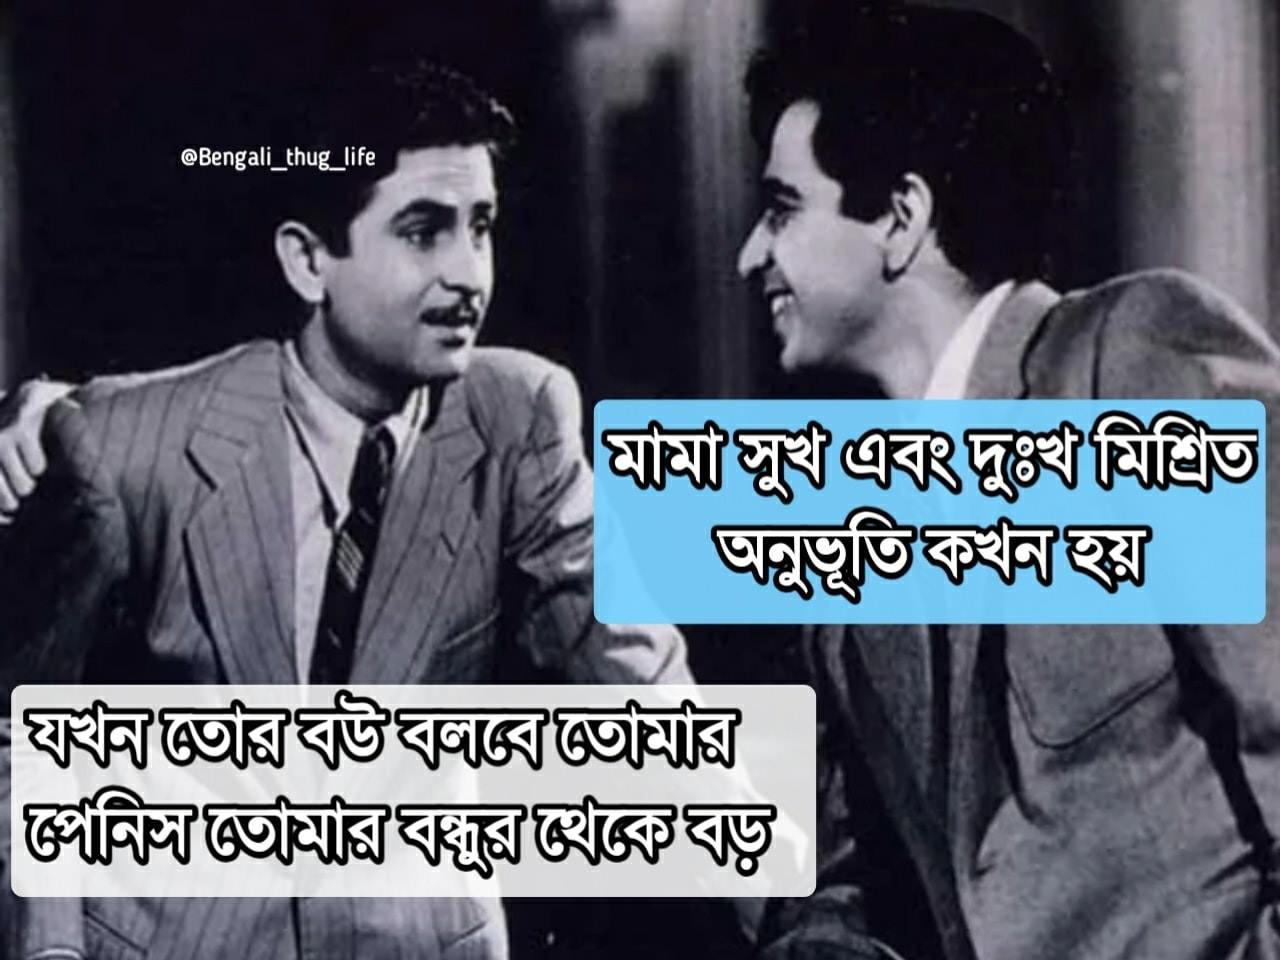 @Bengali_thug_life
মামা সুখ এবং দুঃখ মিশ্রিত
অনুভূতি কখন হয়
যখন তোর বউ বলবে তোমার
পেনিস তোমার বন্ধুর থেকে বড়